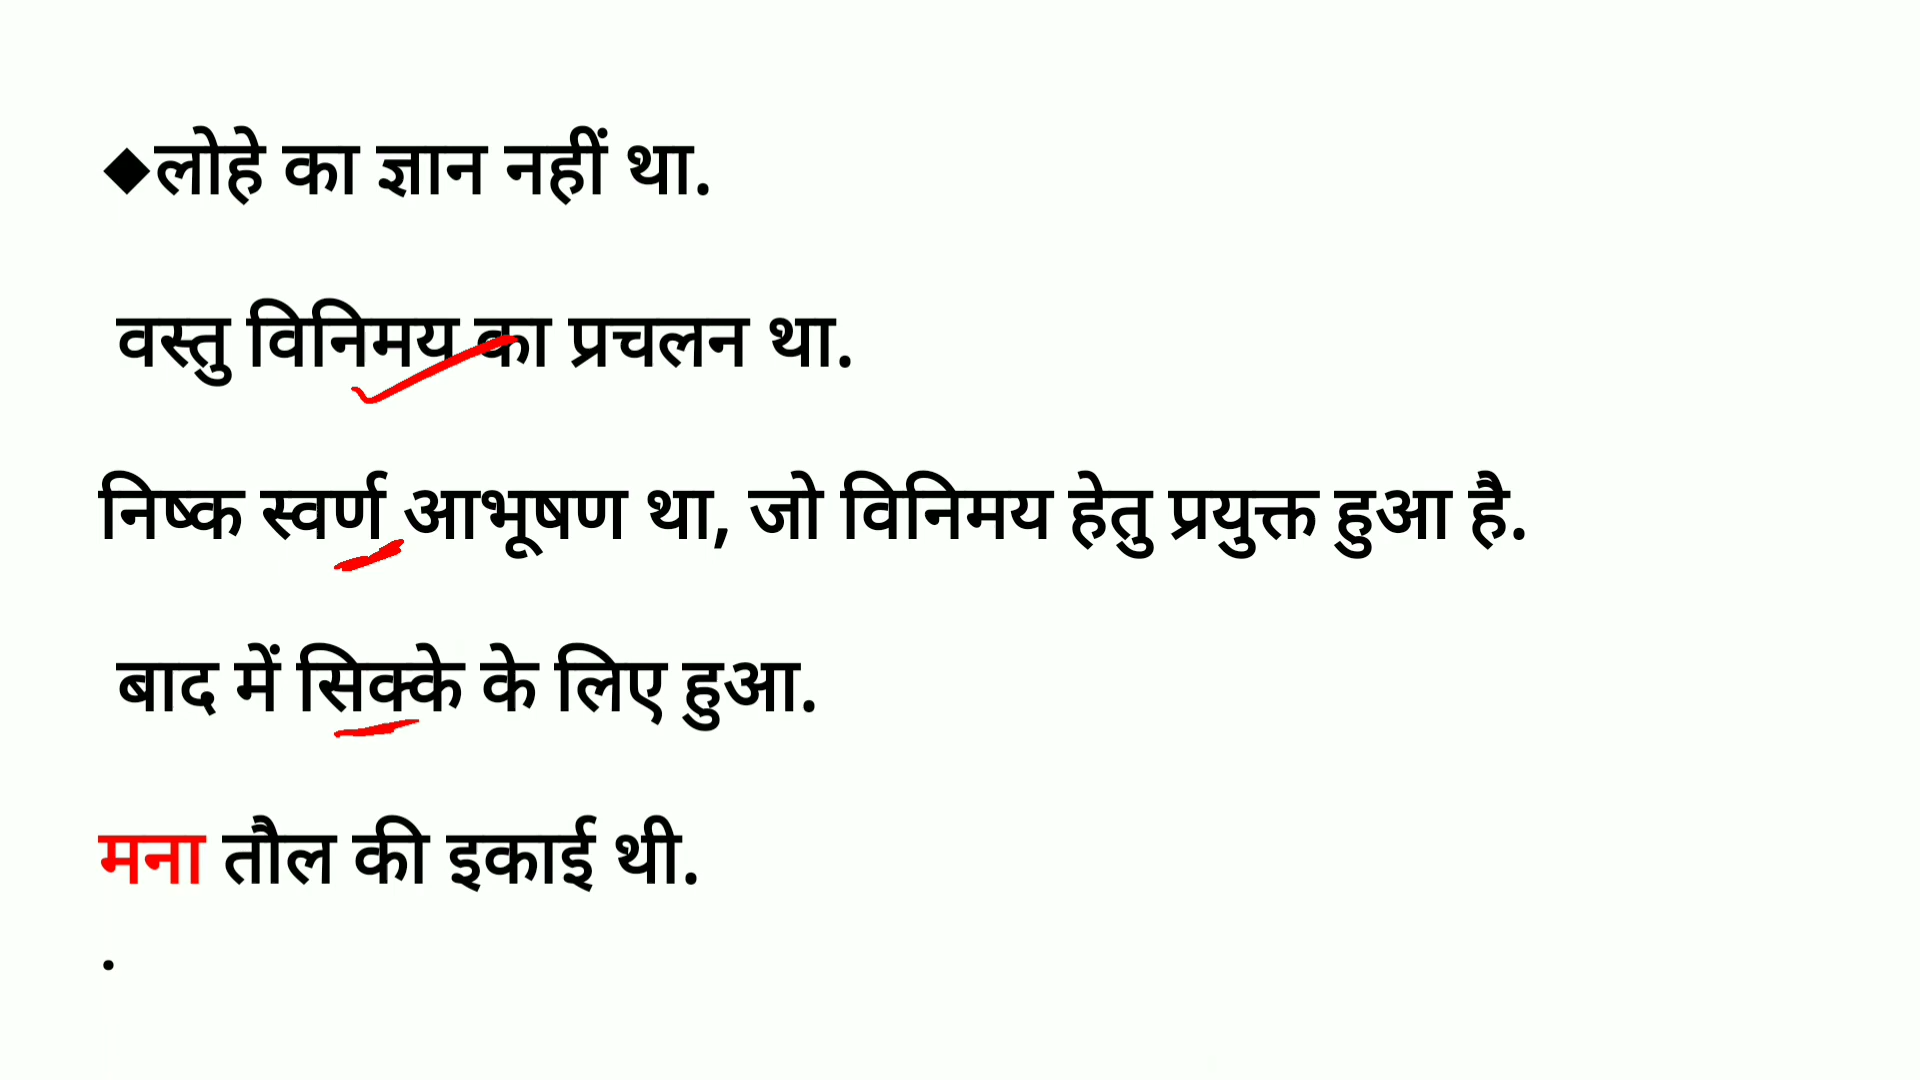 ◆लोहे का ज्ञान नहीं था.
वस्तु विनिमय का प्रचलन था.
निष्क स्वर्ण आभूषण था, जो विनिमय हेतु प्रयुक्त हुआ है.
बाद में सिक्के के लिए हुआ.
मना तौल की इकाई थी.
.